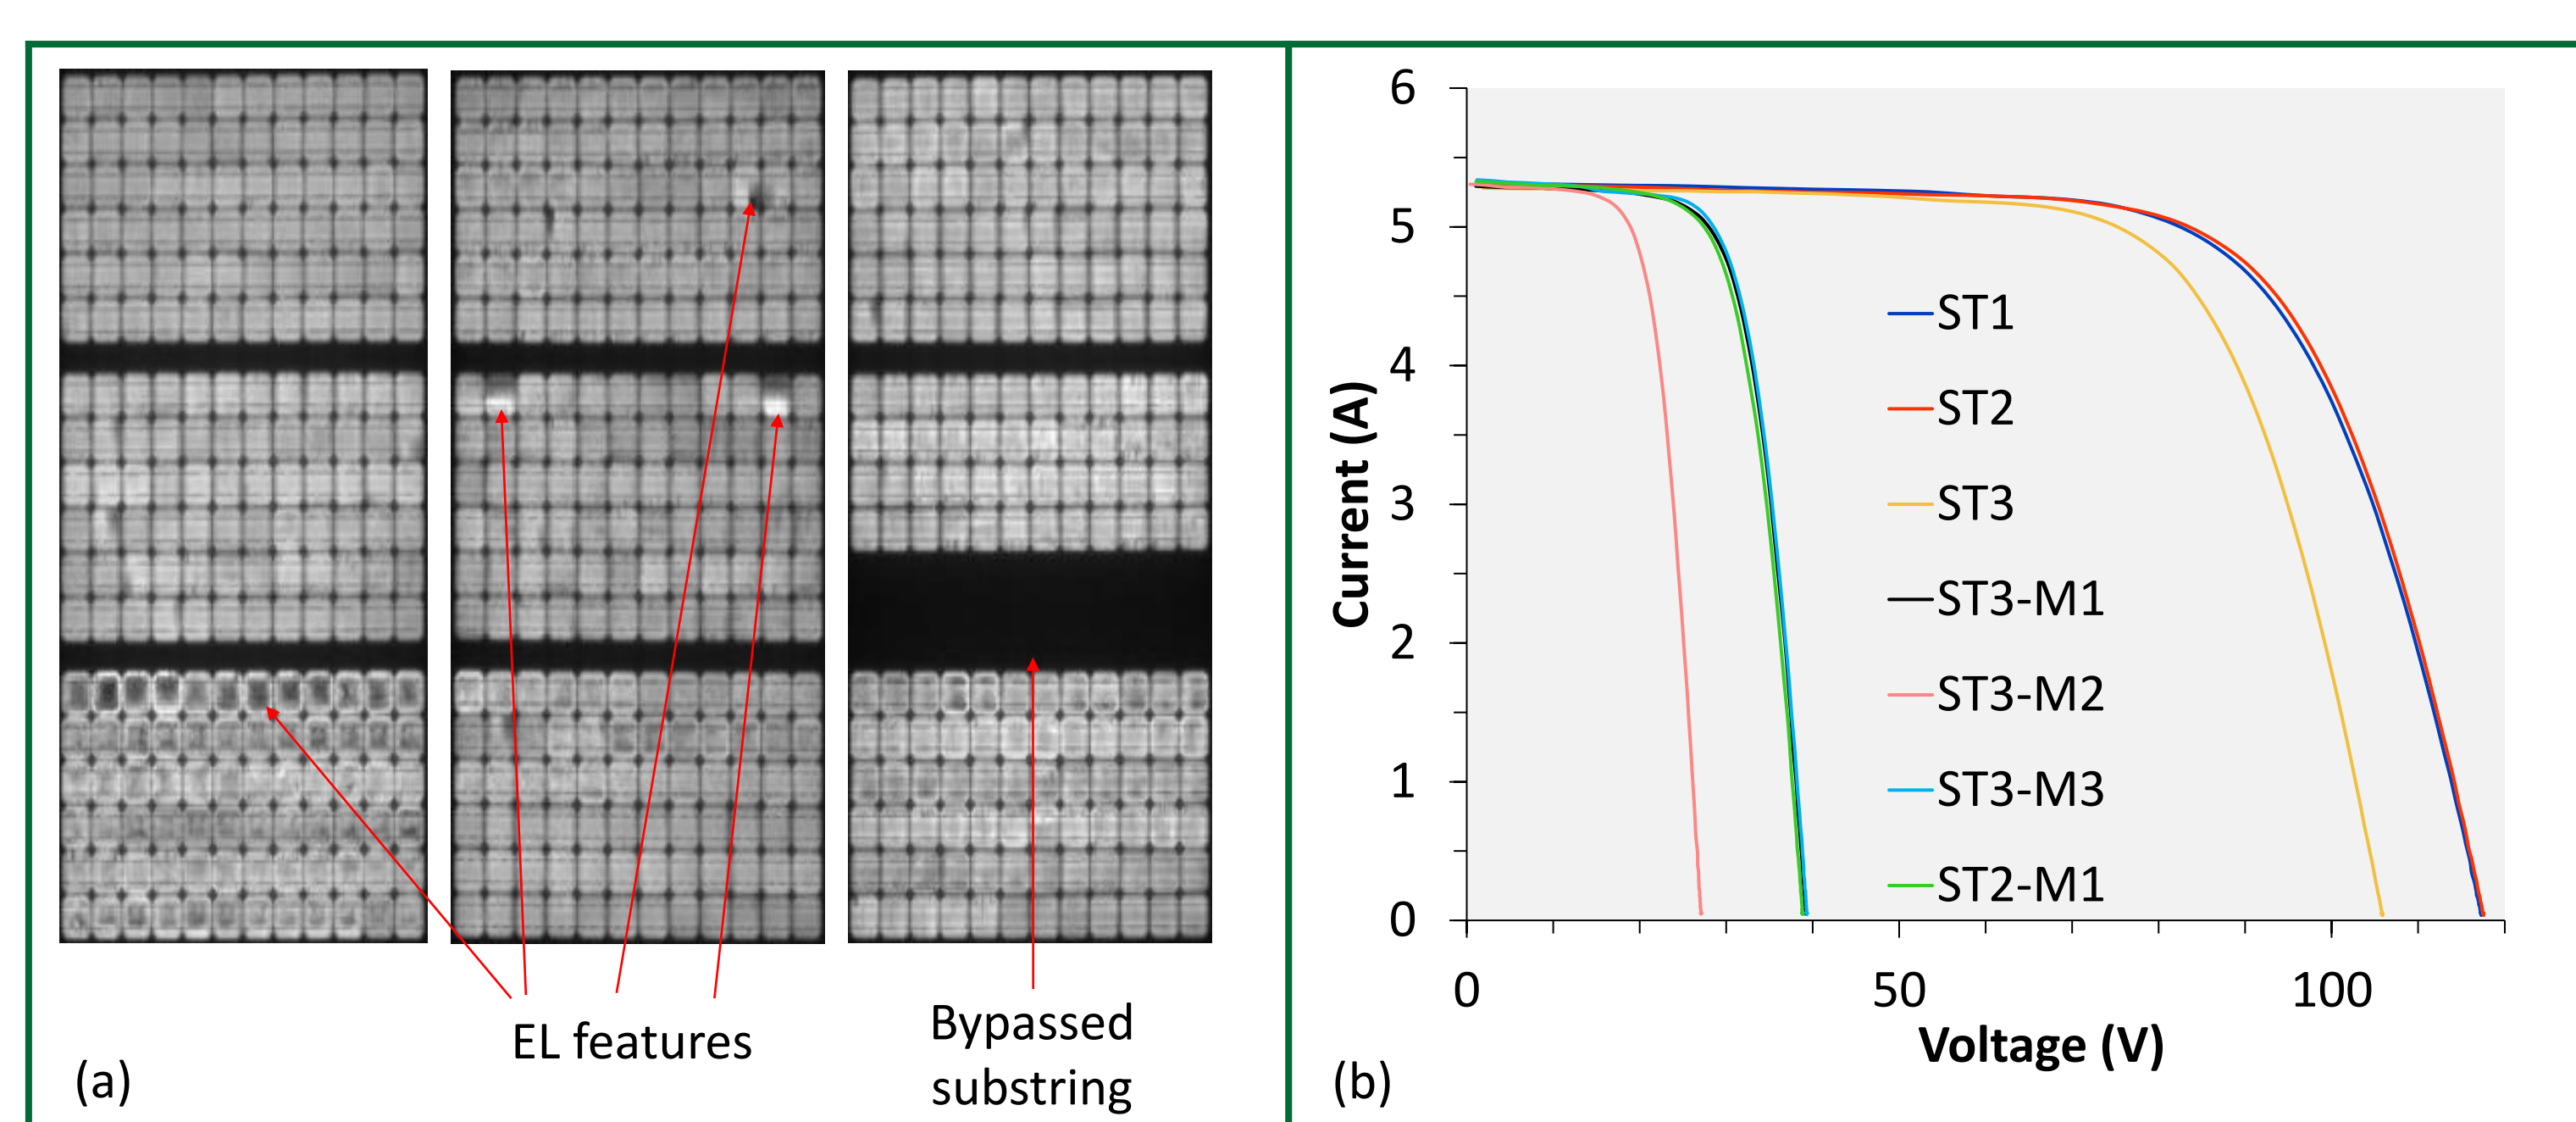 EL features
Bypassed
substring
(a)
6
5
4
3
2
1
0
Current (A)
ST1
ST2
ST3
ST3-M1
ST3-M2
ST3-M3
ST2-M1
0
50
100
Voltage (V)
(b)